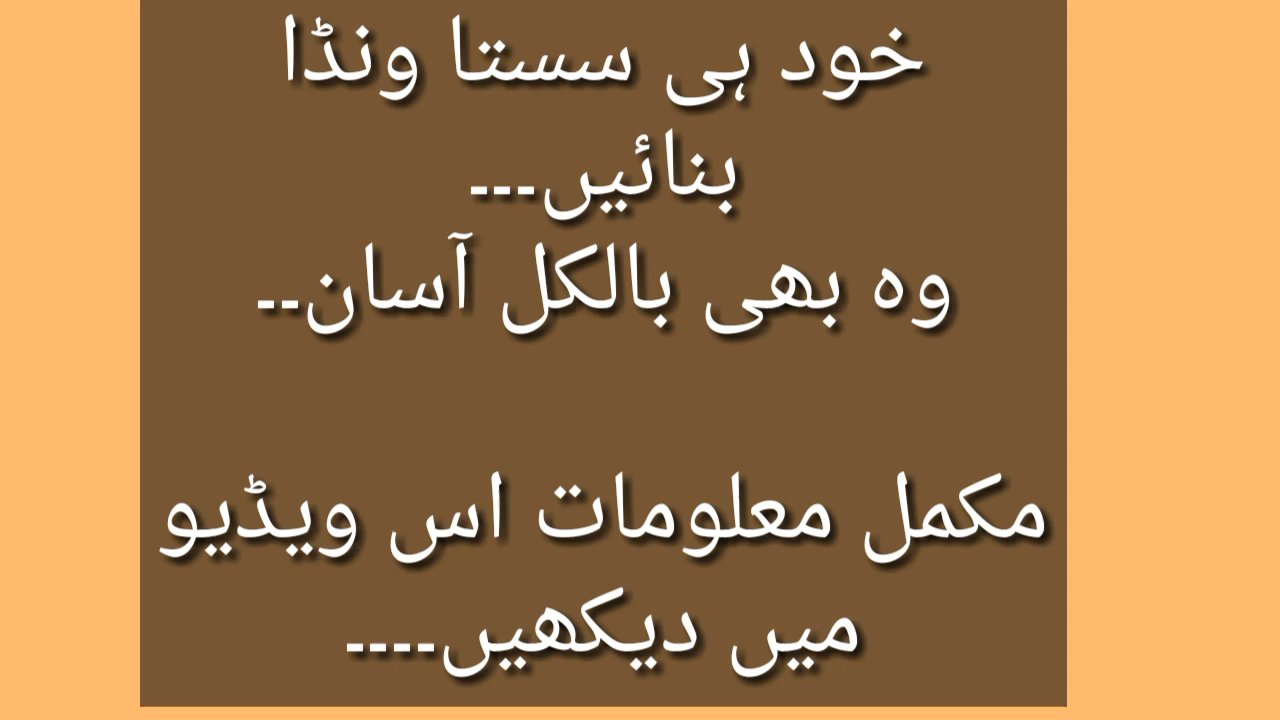 خود ہی سستا ونڈا
بنائیں---
وہ بھی بالکل آسان--
مکمل معلومات اس ویڈیو
میں دیکھیں----